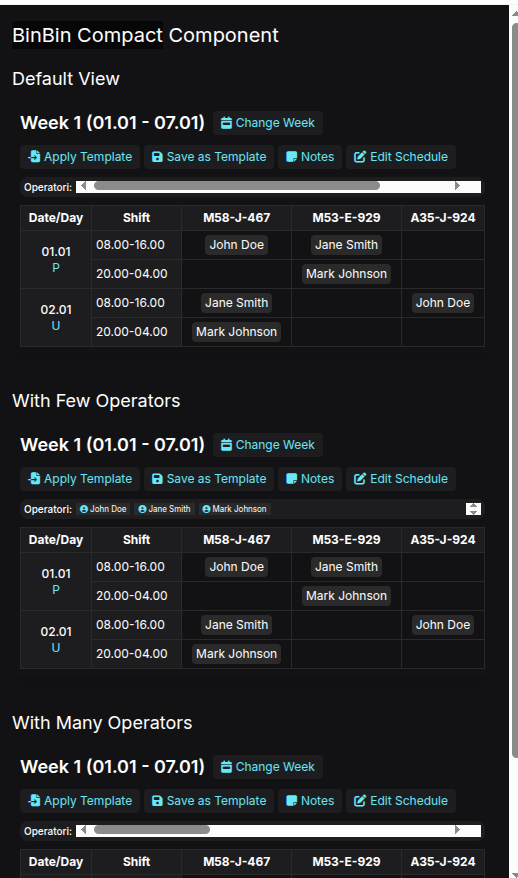 BinBin Compact Component
Default View
Week 1 (01.01 - 07.01) Change Week
Apply Template Save as Template Notes Edit Schedule
Operatori:
Date/Day Shift M58-J-467 M53-E-929 A35-J-924
01.01 P 08.00-16.00 John Doe Jane Smith
20.00-04.00 Mark Johnson
02.01 U 08.00-16.00 Jane Smith John Doe
20.00-04.00 Mark Johnson
With Few Operators
Week 1 (01.01 - 07.01) Change Week
Apply Template Save as Template Notes Edit Schedule
Operatori: John Doe Jane Smith Mark Johnson
Date/Day Shift M58-J-467 M53-E-929 A35-J-924
01.01 P 08.00-16.00 John Doe Jane Smith
20.00-04.00 Mark Johnson
02.01 U 08.00-16.00 Jane Smith John Doe
20.00-04.00 Mark Johnson
With Many Operators
Week 1 (01.01 - 07.01) Change Week
Apply Template Save as Template Notes Edit Schedule
Operatori:
Date/Day Shift M58-J-467 M53-E-929 A35-J-924